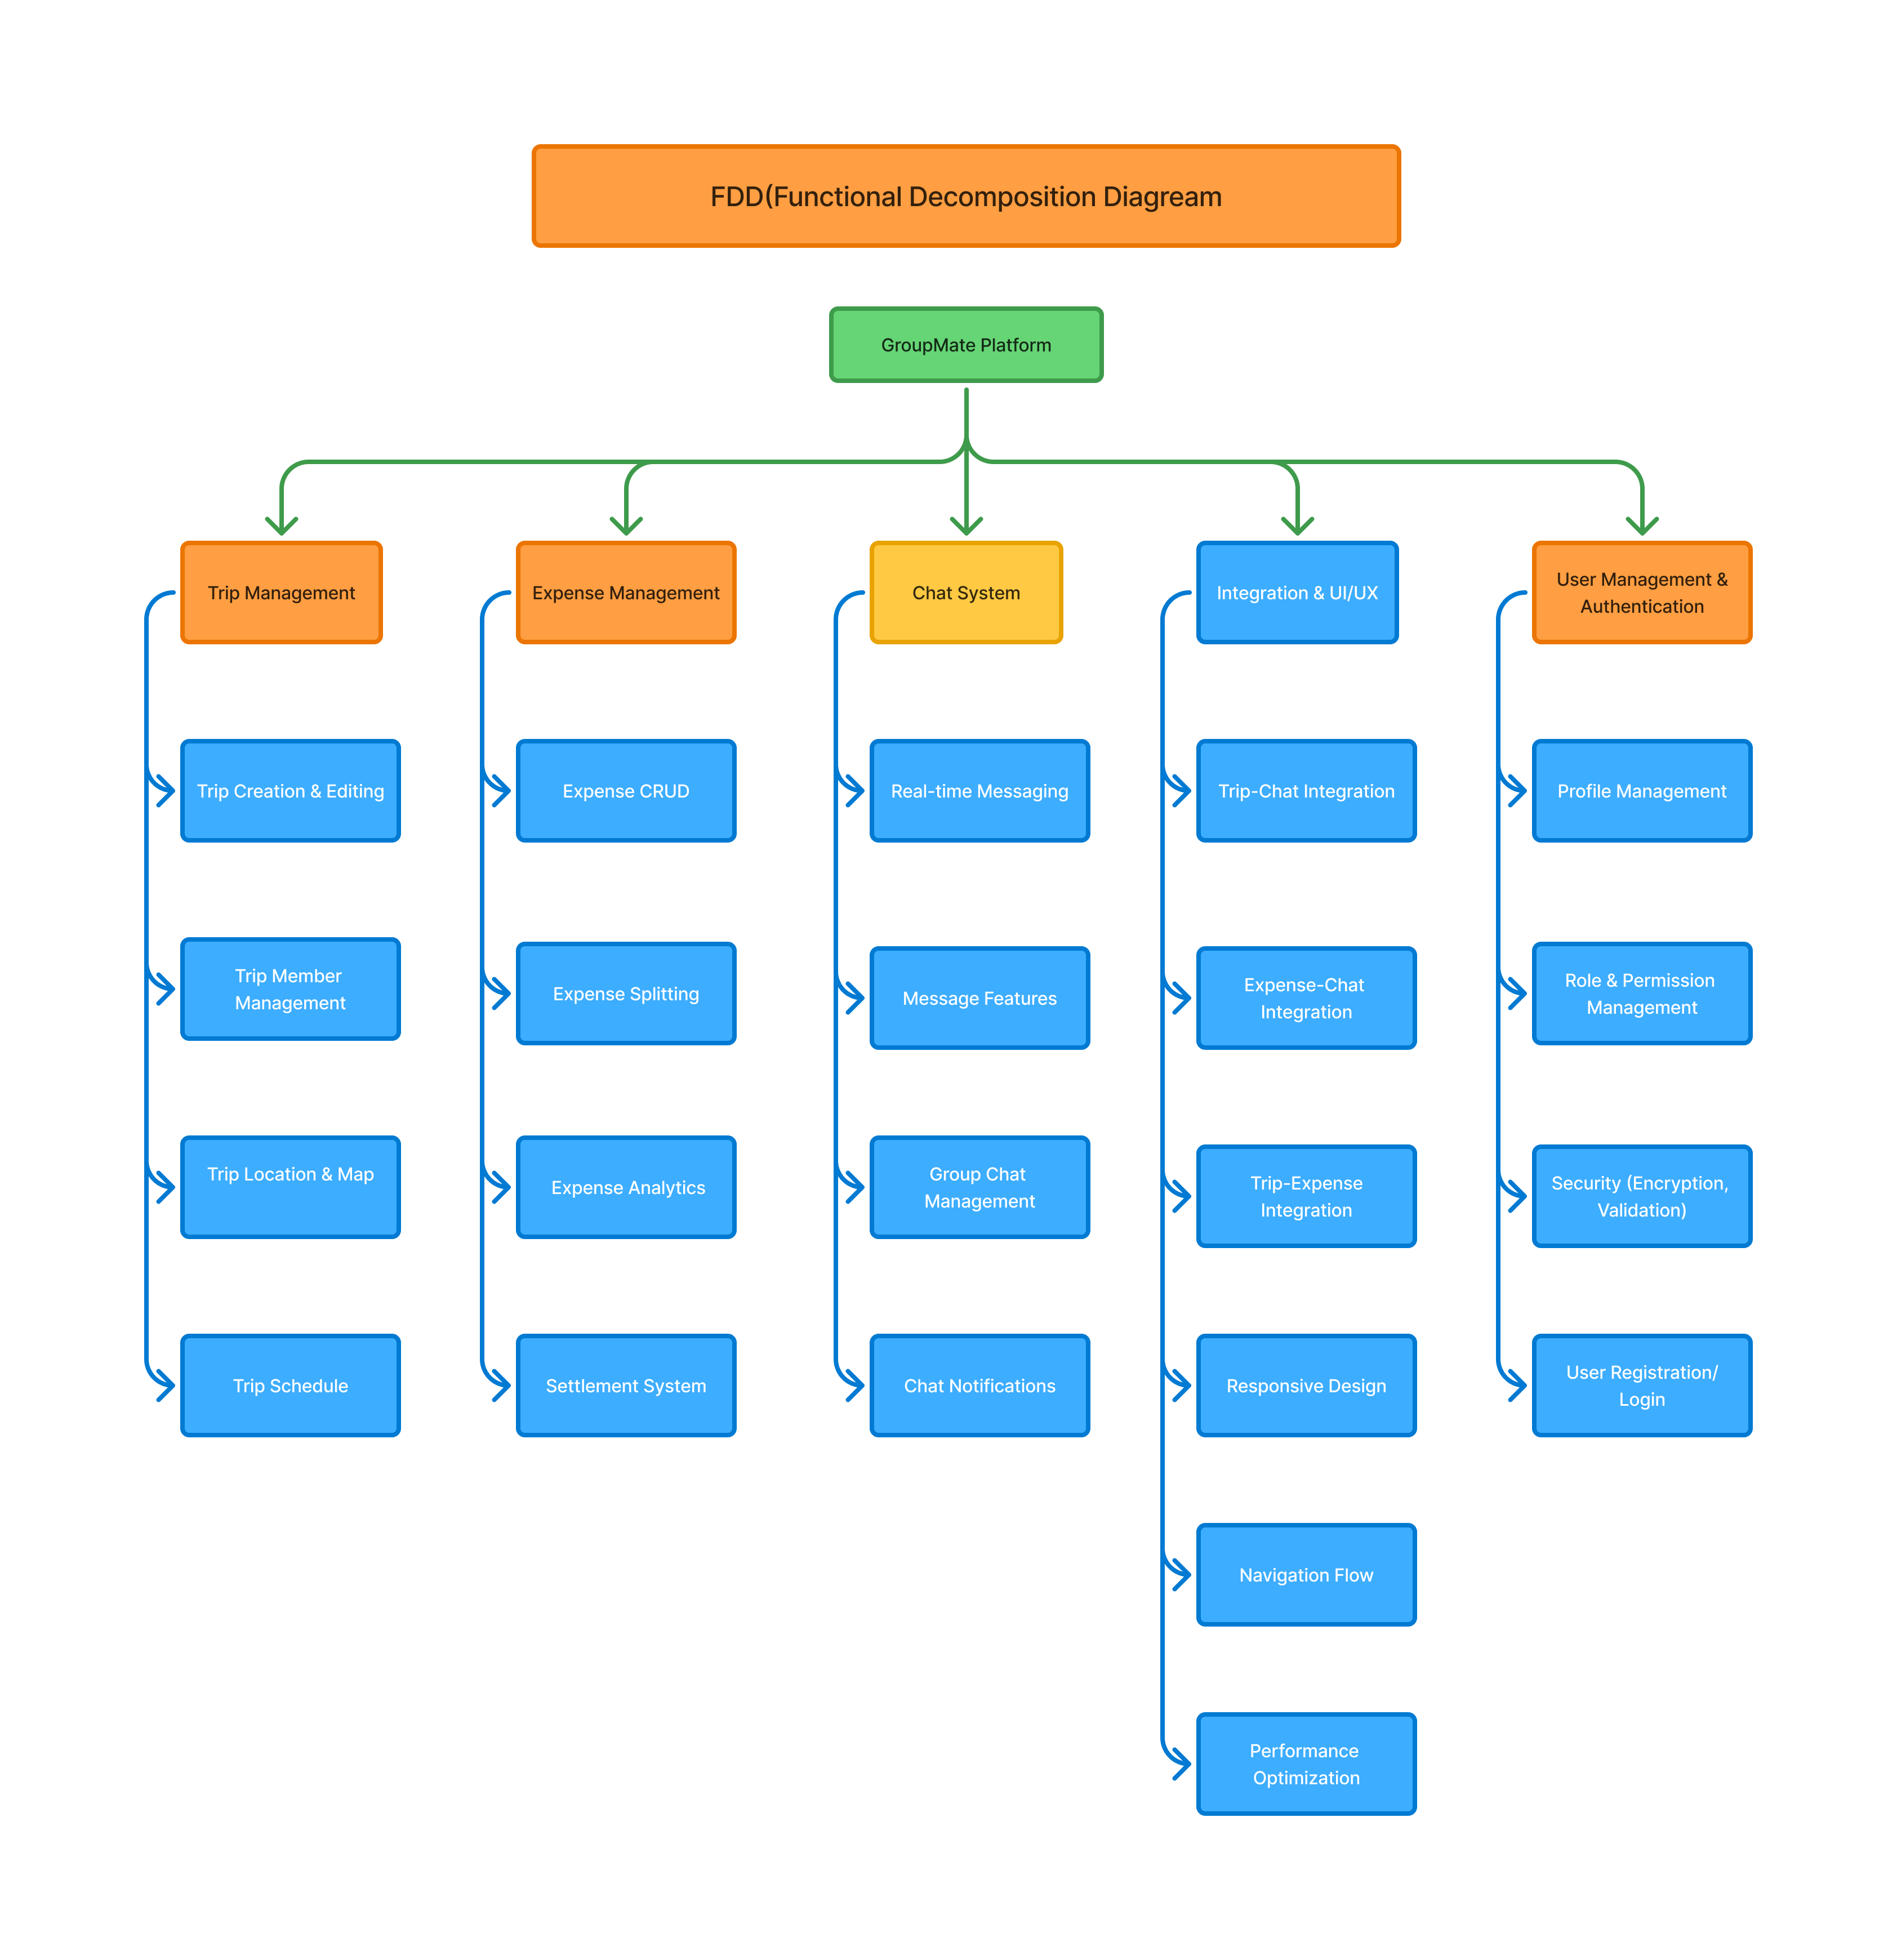 FDD(Functional Decomposition Diagream
GroupMate Platform
Trip Management
Expense Management
Chat System
Integration & UI/UX
User Management &
Authentication
Trip Creation & Editing
Expense CRUD
Real-time Messaging
Trip-Chat Integration
Profile Management
Trip Member
Management
Expense Splitting
Message Features
Expense-Chat
Integration
Role & Permission
Management
Trip Location & Map
Expense Analytics
Group Chat
Management
Trip-Expense
Integration
Security (Encryption,
Validation)
Trip Schedule
Settlement System
Chat Notifications
Responsive Design
User Registration/
Login
Navigation Flow
Performance
Optimization